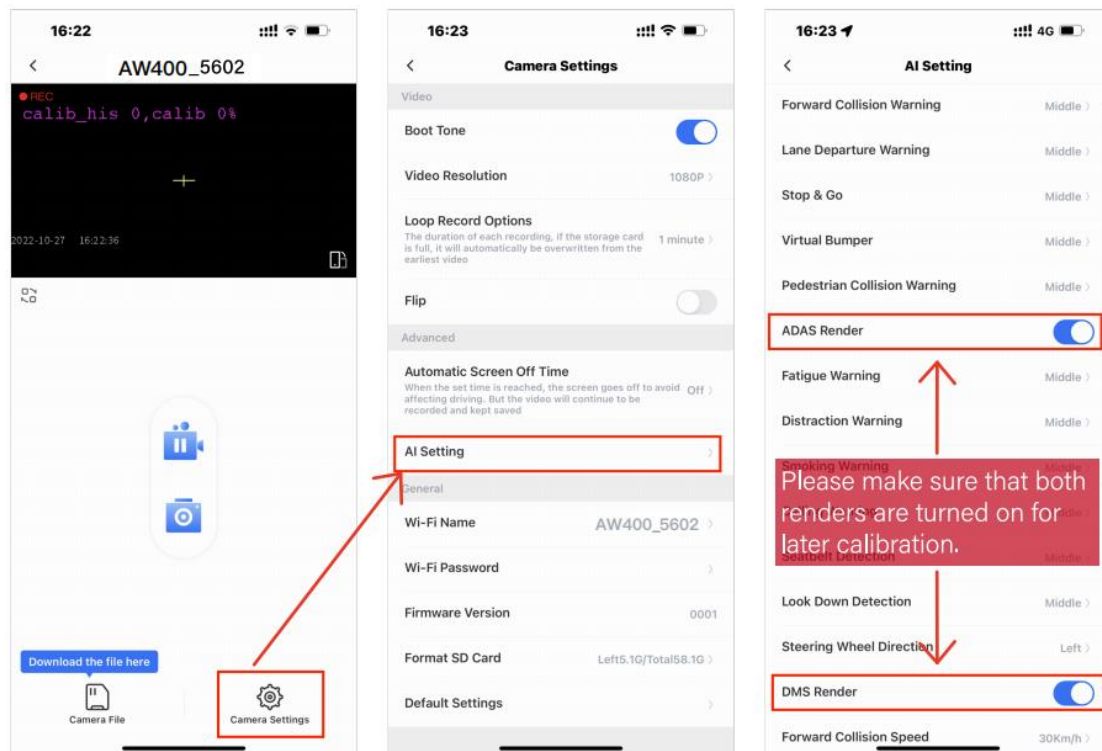 16:22
AW400_5602
REC
calib_his 0,calib 0%
2022-10-27 16:22:36
Download the file here
Camera File
Camera Settings
16:23
Camera Settings
Video
Boot Tone
Video Resolution 1080P
Loop Record Options
The duration of each recording, if the storage card
is full, it will automatically be overwritten from the
earliest video
1 minute
Flip
Advanced
Automatic Screen Off Time
When the set time is reached, the screen goes off to avoid
affecting driving. But the video will continue to be
recorded and kept saved
Off
AI Setting
General
Wi-Fi Name AW400_5602
Wi-Fi Password
Firmware Version 0001
Format SD Card Left5.1G/Total58.1G
Default Settings
16:23 4G
AI Setting
Forward Collision Warning Middle
Lane Departure Warning Middle
Stop & Go Middle
Virtual Bumper Middle
Pedestrian Collision Warning Middle
ADAS Render
Fatigue Warning Middle
Distraction Warning Middle
Smoking Warning
Please make sure that both
renders are turned on for
later calibration.
Seatbelt Detection Middle
Look Down Detection Middle
Steering Wheel Direction Left
DMS Render
Forward Collision Speed 30Km/h